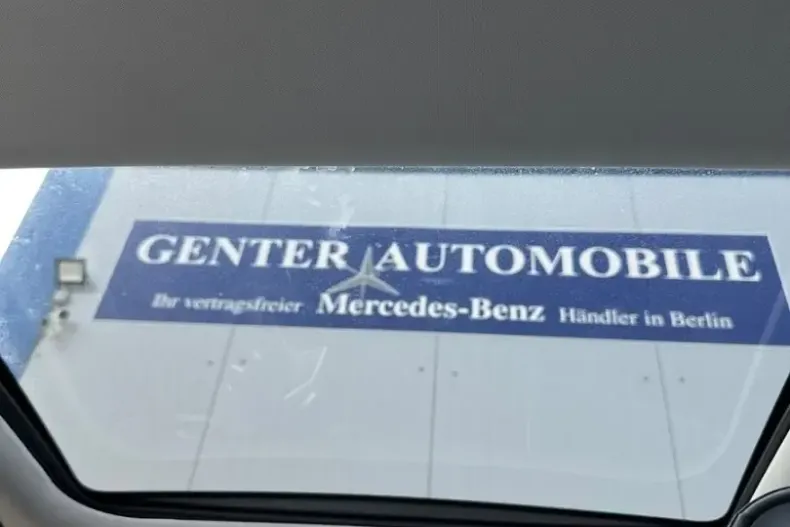 GENTER AUTOMOBILE
Ihr vertragsfreier Mercedes-Benz Händler in Berlin